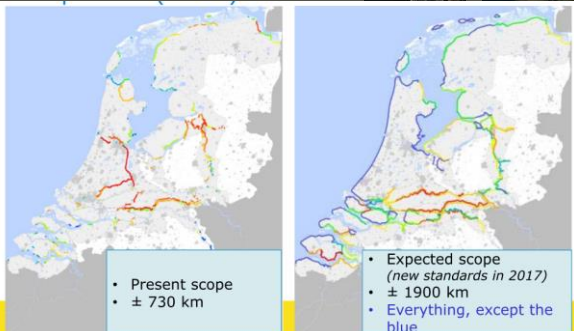 • Present scope
• ± 730 km
• Expected scope
(new standards in 2017)
• ± 1900 km
• Everything, except the
blue